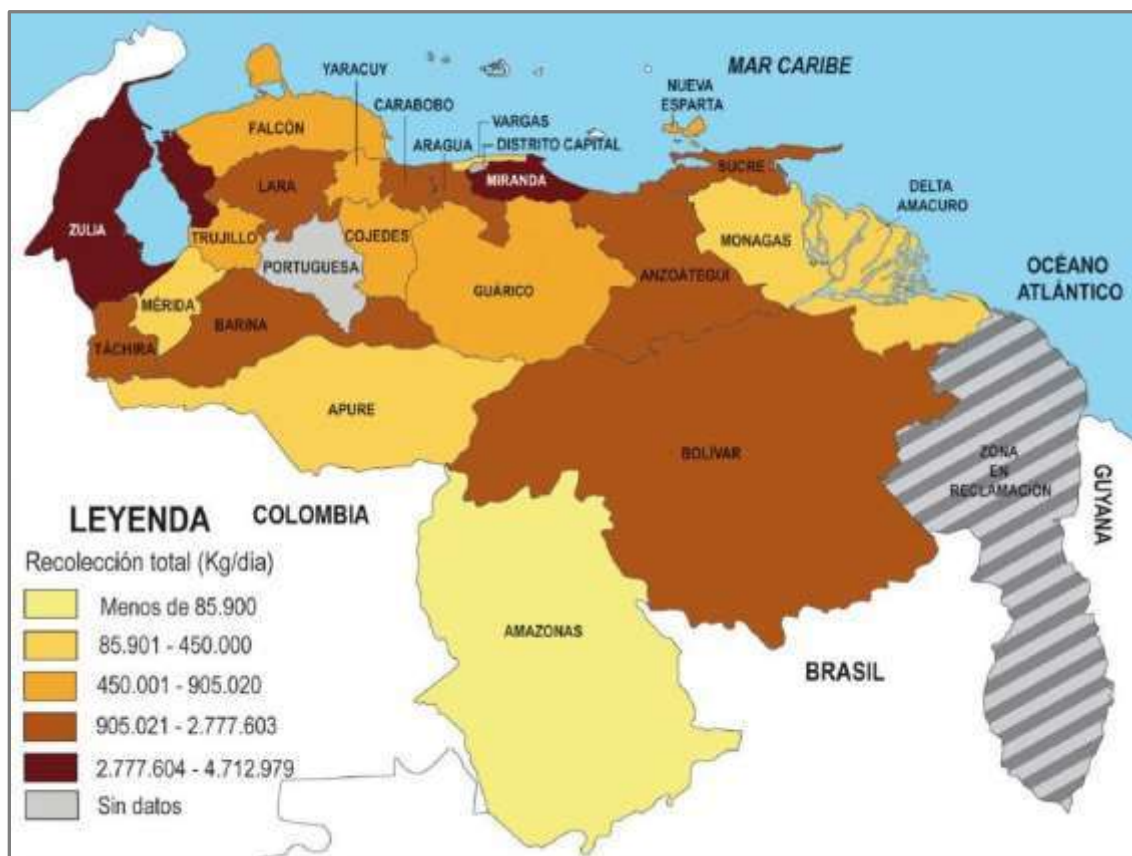 MAR CARIBE
NUEVA
ESPARTA
YARACUY
CARABOBO
ARAGUA
VARGAS
DISTRITO CAPITAL
FALCÓN
LARA
MIRANDA
SUCRE
DELTA
AMACURO
ZULIA
TRUJILLO
COJEDES
MONAGAS
PORTUGUESA
ANZOÁTEGUI
OCÉANO
ATLÁNTICO
GUÁRICO
MÉRIDA
BARINA
TÁCHIRA
APURE
BOLÍVAR
ZONA
EN
RECLAMACIÓN
GUYANA
COLOMBIA
AMAZONAS
BRASIL
LEYENDA
Recolección total (Kg/dia)
Menos de 85.900
85.901 - 450.000
450.001 - 905.020
905.021 - 2.777.603
2.777.604 - 4.712.979
Sin datos